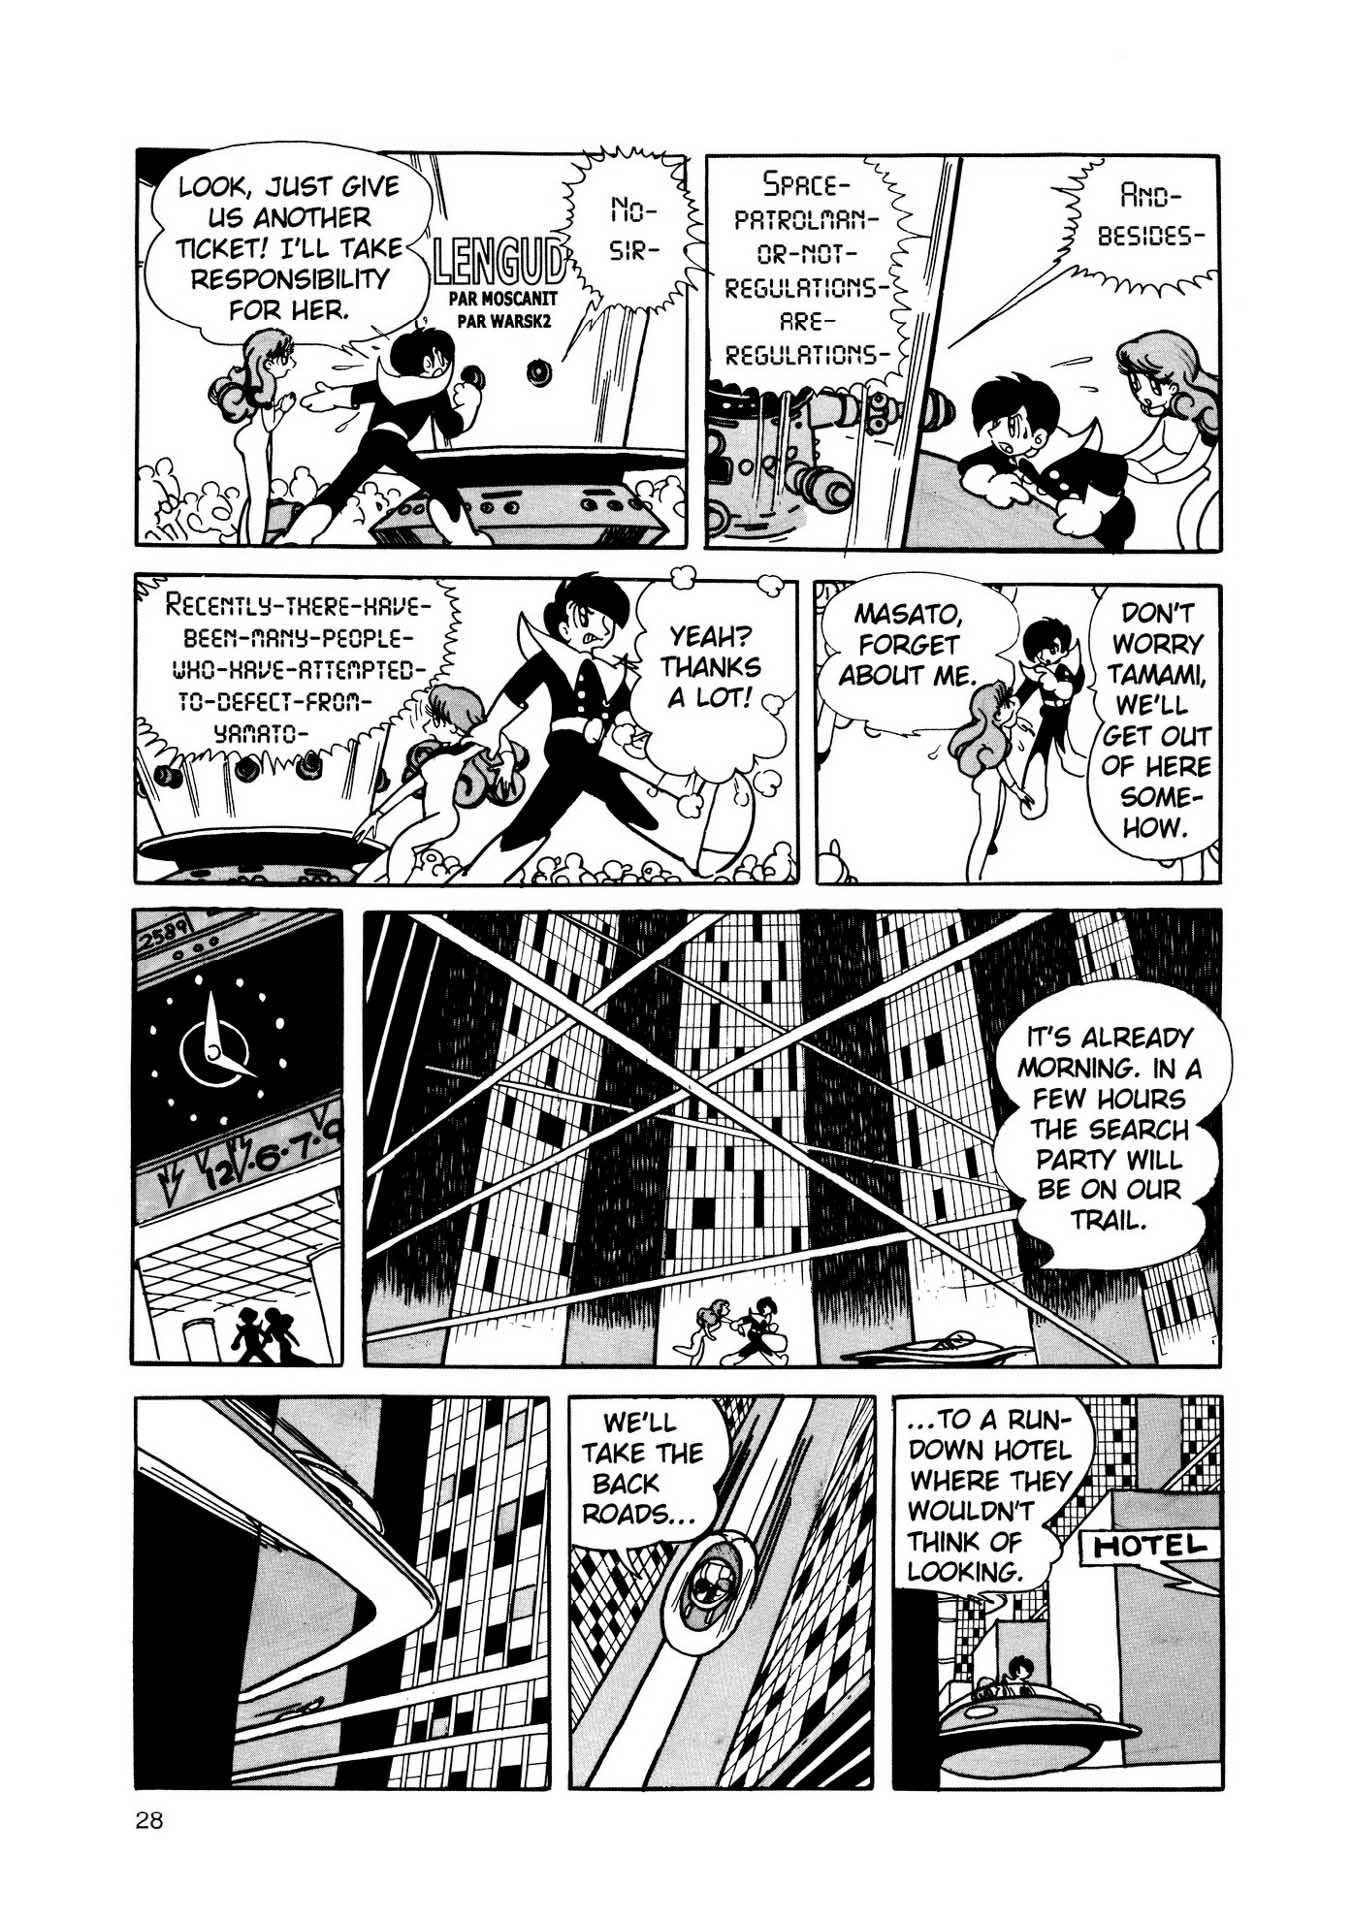 LOOK, JUST GIVE
US ANOTHER
TICKET! I'LL TAKE
RESPONSIBILITY
FOR HER.
LENGUD
PAR MOSCANIT
PAR WARSK2
NO-
SIR-
SPACE-
PATROLMAN-
OR-NOT-
REGULATIONS-
ARE-
REGULATIONS-
AND-
BESIDES-
RECENTLY-THERE-HAVE-
BEEN-MANY-PEOPLE-
WHO-HAVE-ATTEMPTED-
TO-DEFECT-FROM-
YAMATO-
YEAH?
THANKS
A LOT!
MASATO,
FORGET
ABOUT ME.
DON'T
WORRY
TAMAMI,
WE'LL
GET OUT
OF HERE
SOME-
HOW.
2589
12·6·7·9
IT'S ALREADY
MORNING. IN A
FEW HOURS
THE SEARCH
PARTY WILL
BE ON OUR
TRAIL.
WE'LL
TAKE THE
BACK
ROADS...
...TO A RUN-
DOWN HOTEL
WHERE THEY
WOULDN'T
THINK OF
LOOKING.
HOTEL
28